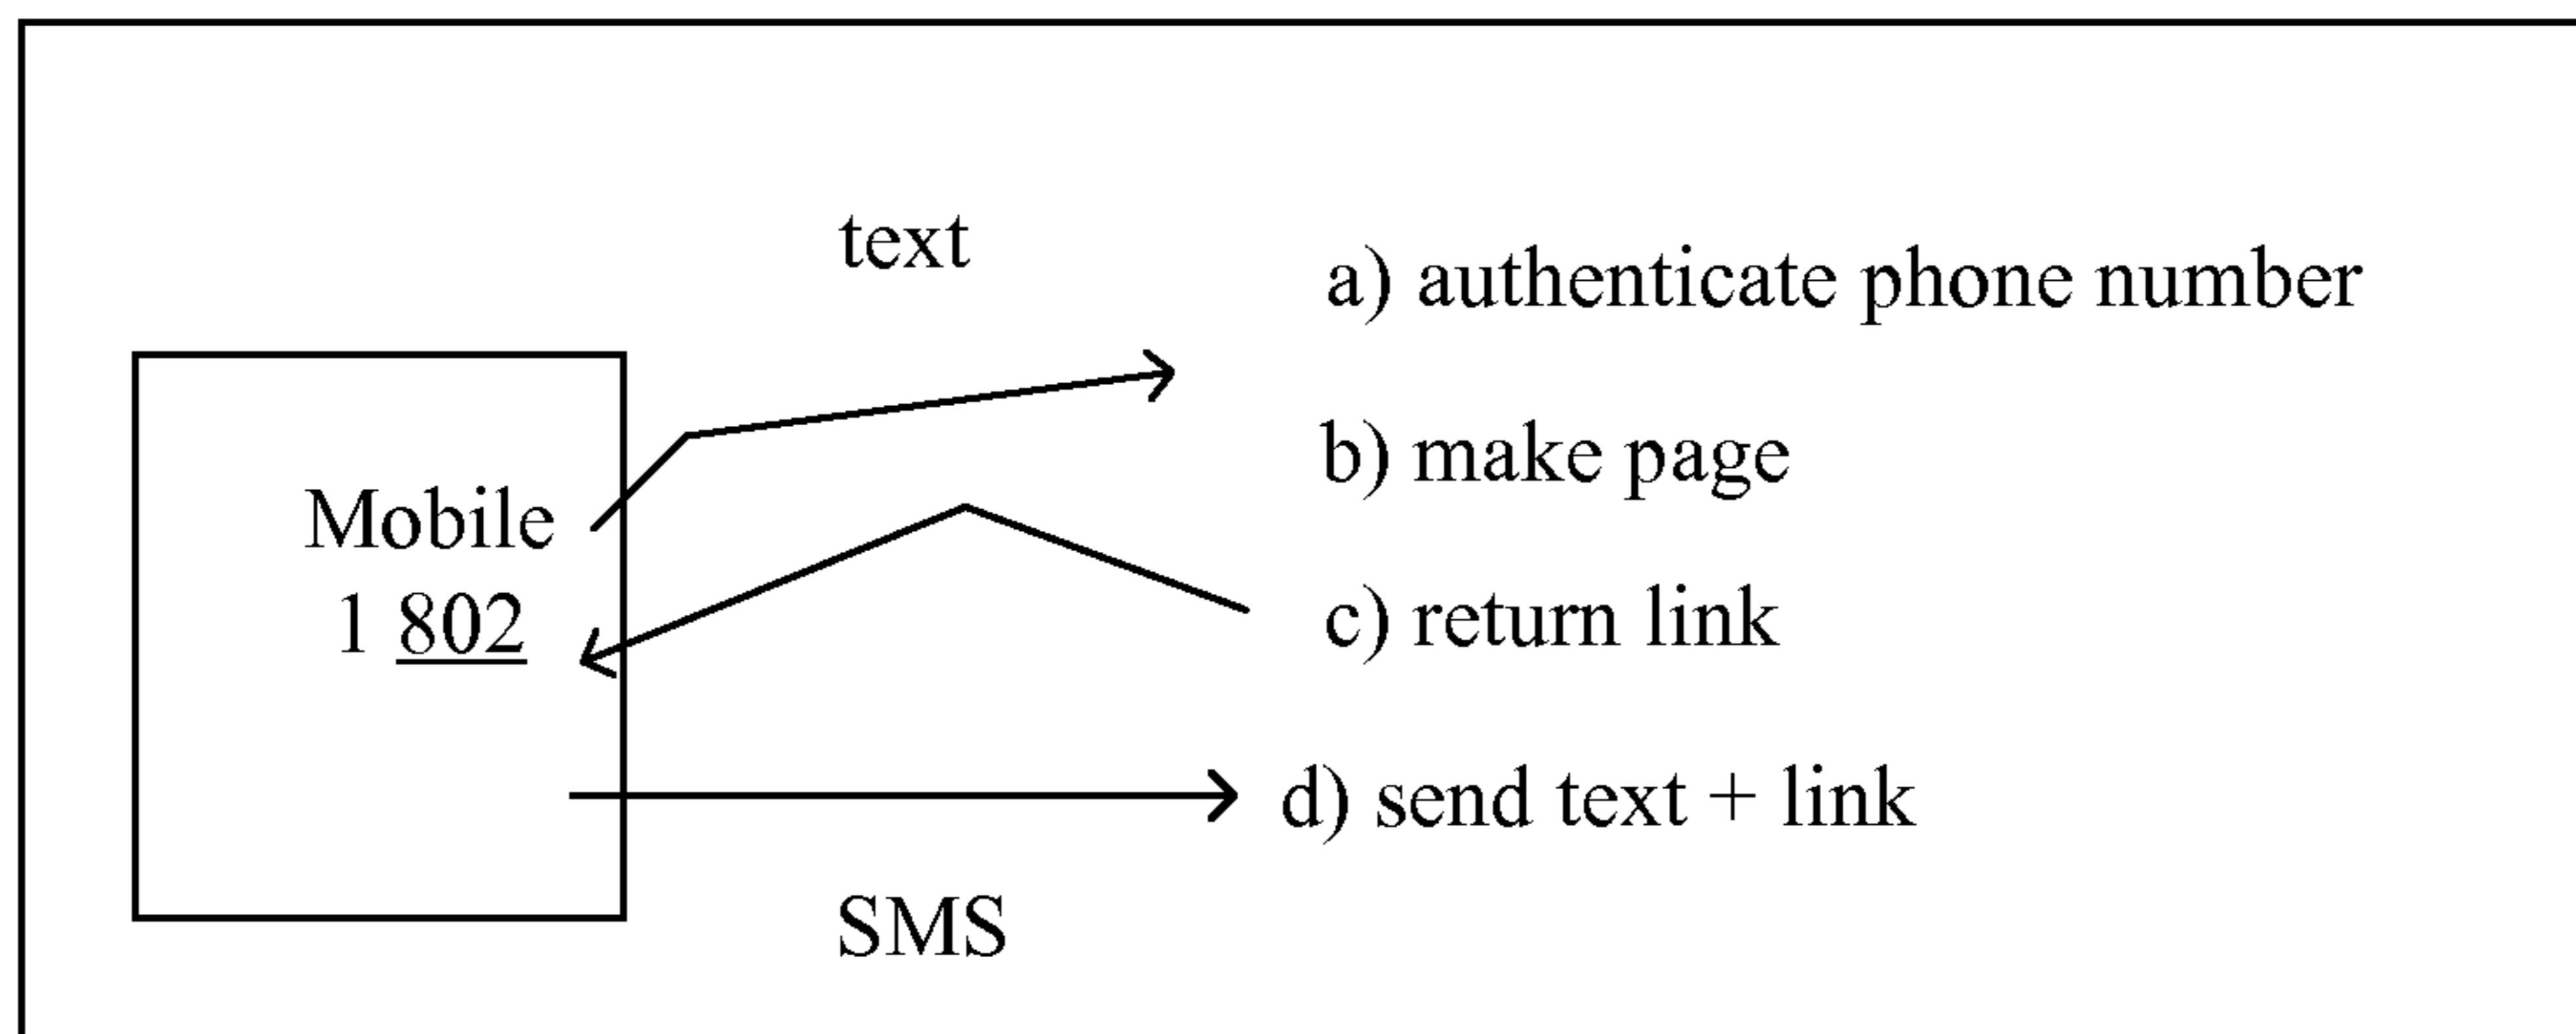 text
a) authenticate phone number
b) make page
Mobile
1 802
c) return link
d) send text + link
SMS